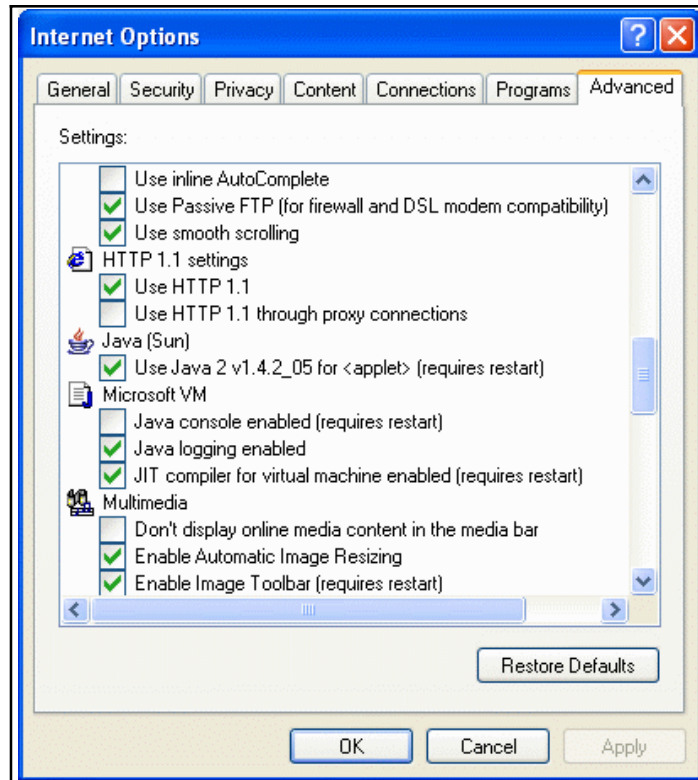 Internet Options
General Security Privacy Content Connections Programs Advanced
Settings:
Use inline AutoComplete
Use Passive FTP (for firewall and DSL modem compatibility)
Use smooth scrolling
HTTP 1.1 settings
Use HTTP 1.1
Use HTTP 1.1 through proxy connections
Java (Sun)
Use Java 2 v1.4.2_05 for <applet> (requires restart)
Microsoft VM
Java console enabled (requires restart)
Java logging enabled
JIT compiler for virtual machine enabled (requires restart)
Multimedia
Don't display online media content in the media bar
Enable Automatic Image Resizing
Enable Image Toolbar (requires restart)
Restore Defaults
OK Cancel Apply